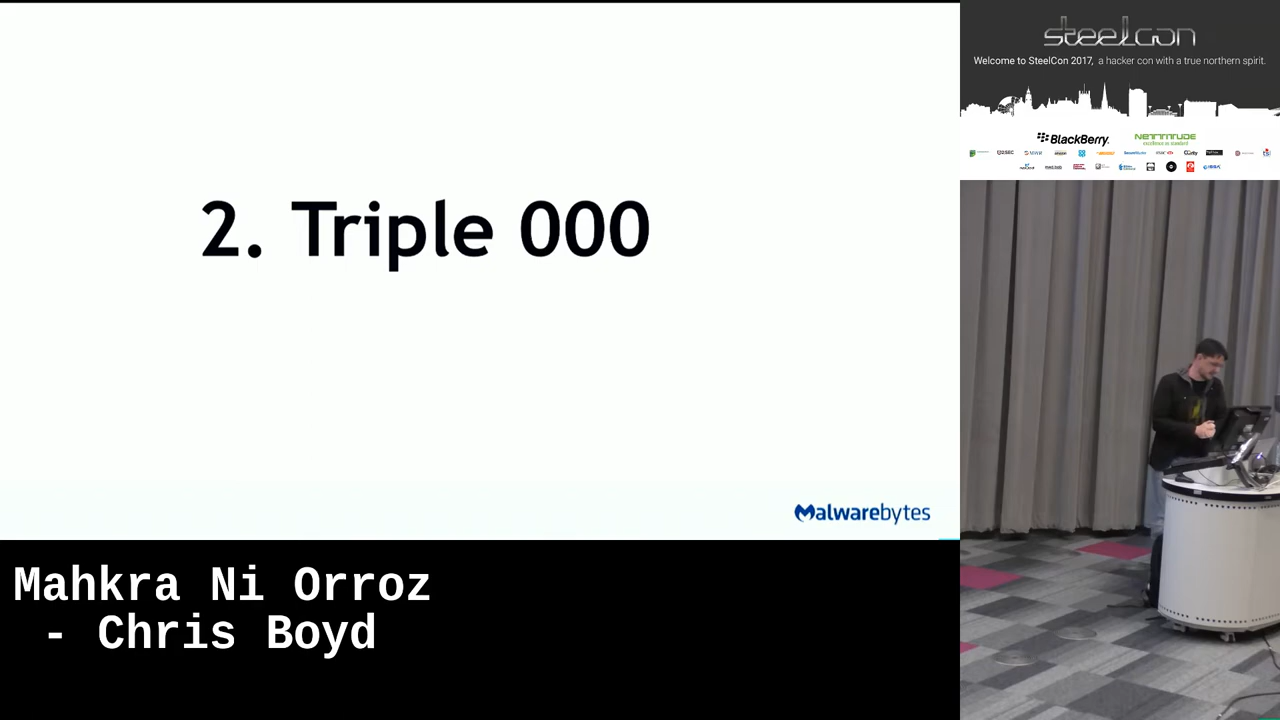 2. Triple 000
Malwarebytes
Mahkra Ni Orroz
- Chris Boyd
steelcon
Welcome to SteelCon 2017, a hacker con with a true northern spirit.
BlackBerry
NETTITUDE